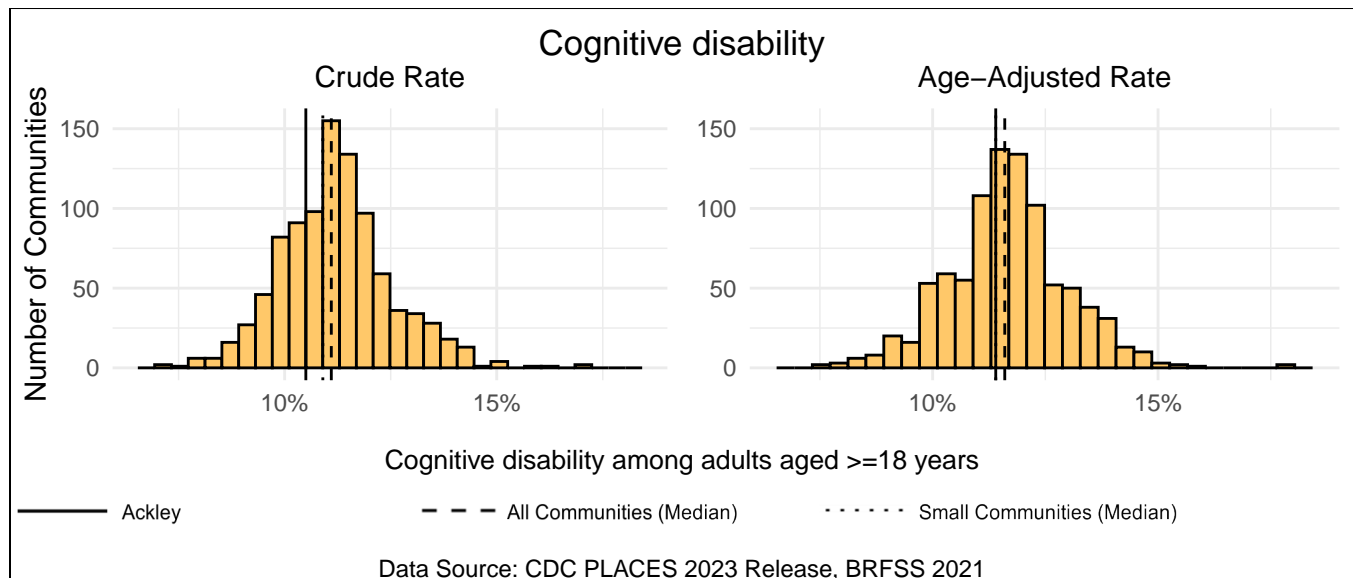 Cognitive disability
Crude Rate
Age−Adjusted Rate
Number of Communities
150
100
50
0
10%
15%
150
100
50
0
10%
15%
Cognitive disability among adults aged >=18 years
Ackley
All Communities (Median)
Small Communities (Median)
Data Source: CDC PLACES 2023 Release, BRFSS 2021